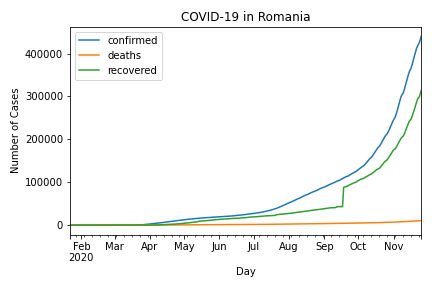 COVID-19 in Romania
confirmed
deaths
recovered
Number of Cases
400000
300000
200000
100000
0
Feb Mar Apr May Jun Jul Aug Sep Oct Nov
2020
Day